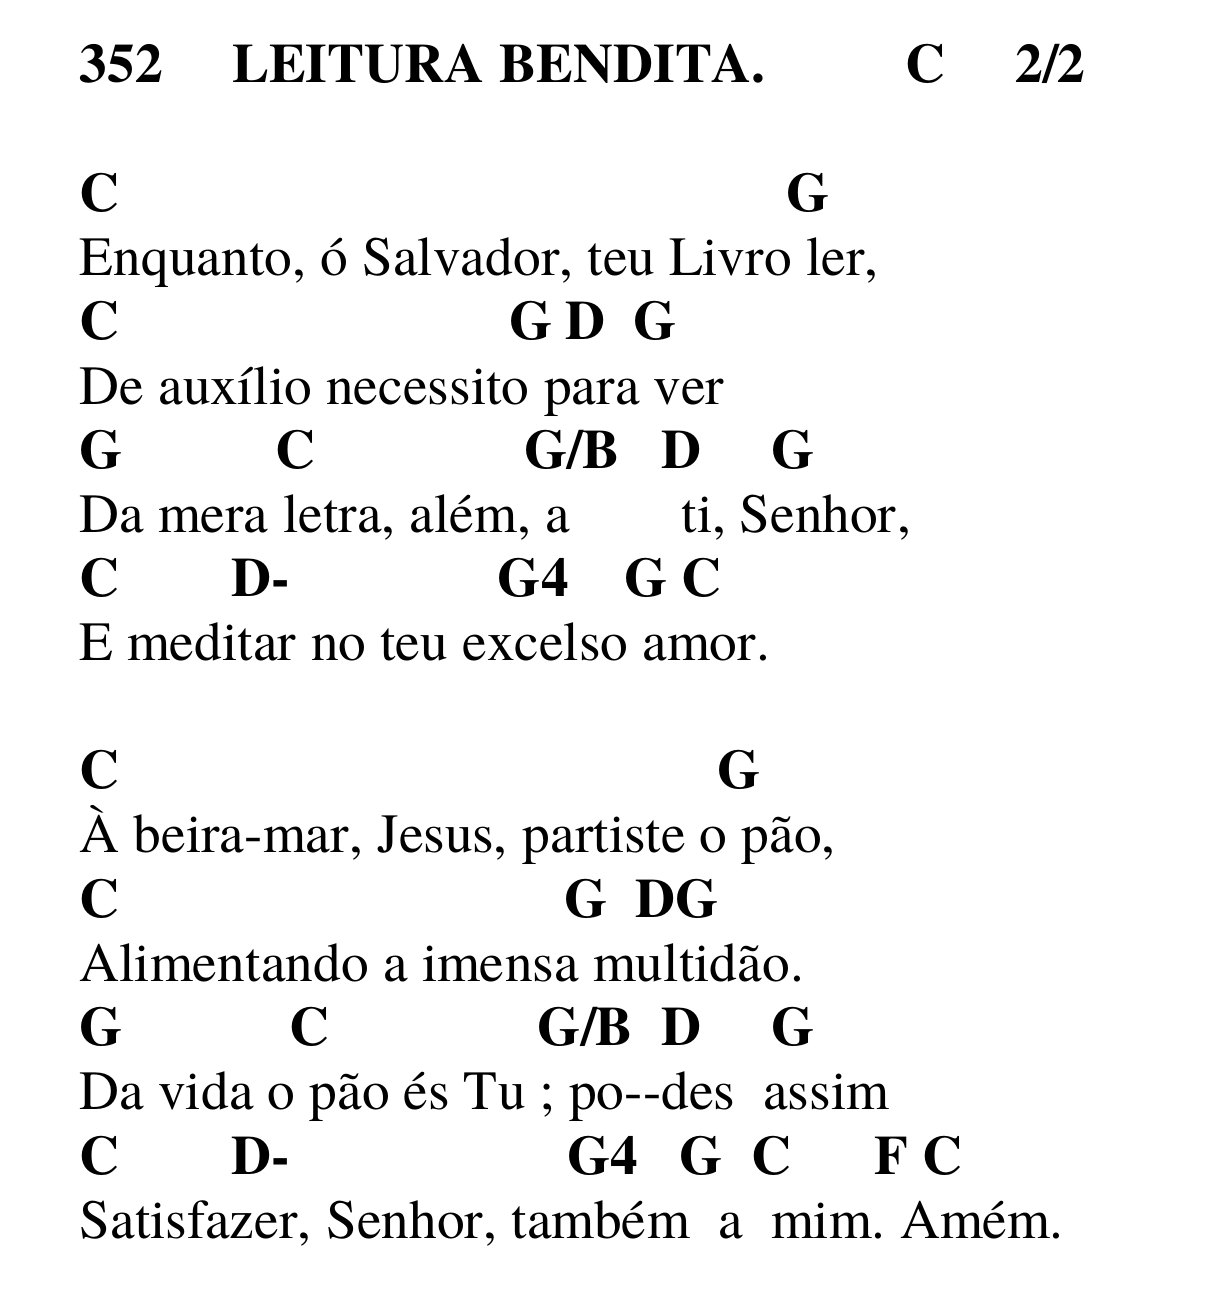 352 LEITURA BENDITA. C 2/2
C G
Enquanto, ó Salvador, teu Livro ler,
C G D G
De auxílio necessito para ver
G C G/B D G
Da mera letra, além, a ti, Senhor,
C D- G4 G C
E meditar no teu excelso amor.
C G
À beira-mar, Jesus, partiste o pão,
C G DG
Alimentando a imensa multidão.
G C G/B D G
Da vida o pão és Tu ; po--des assim
C D- G4 G C F C
Satisfazer, Senhor, também a mim. Amém.